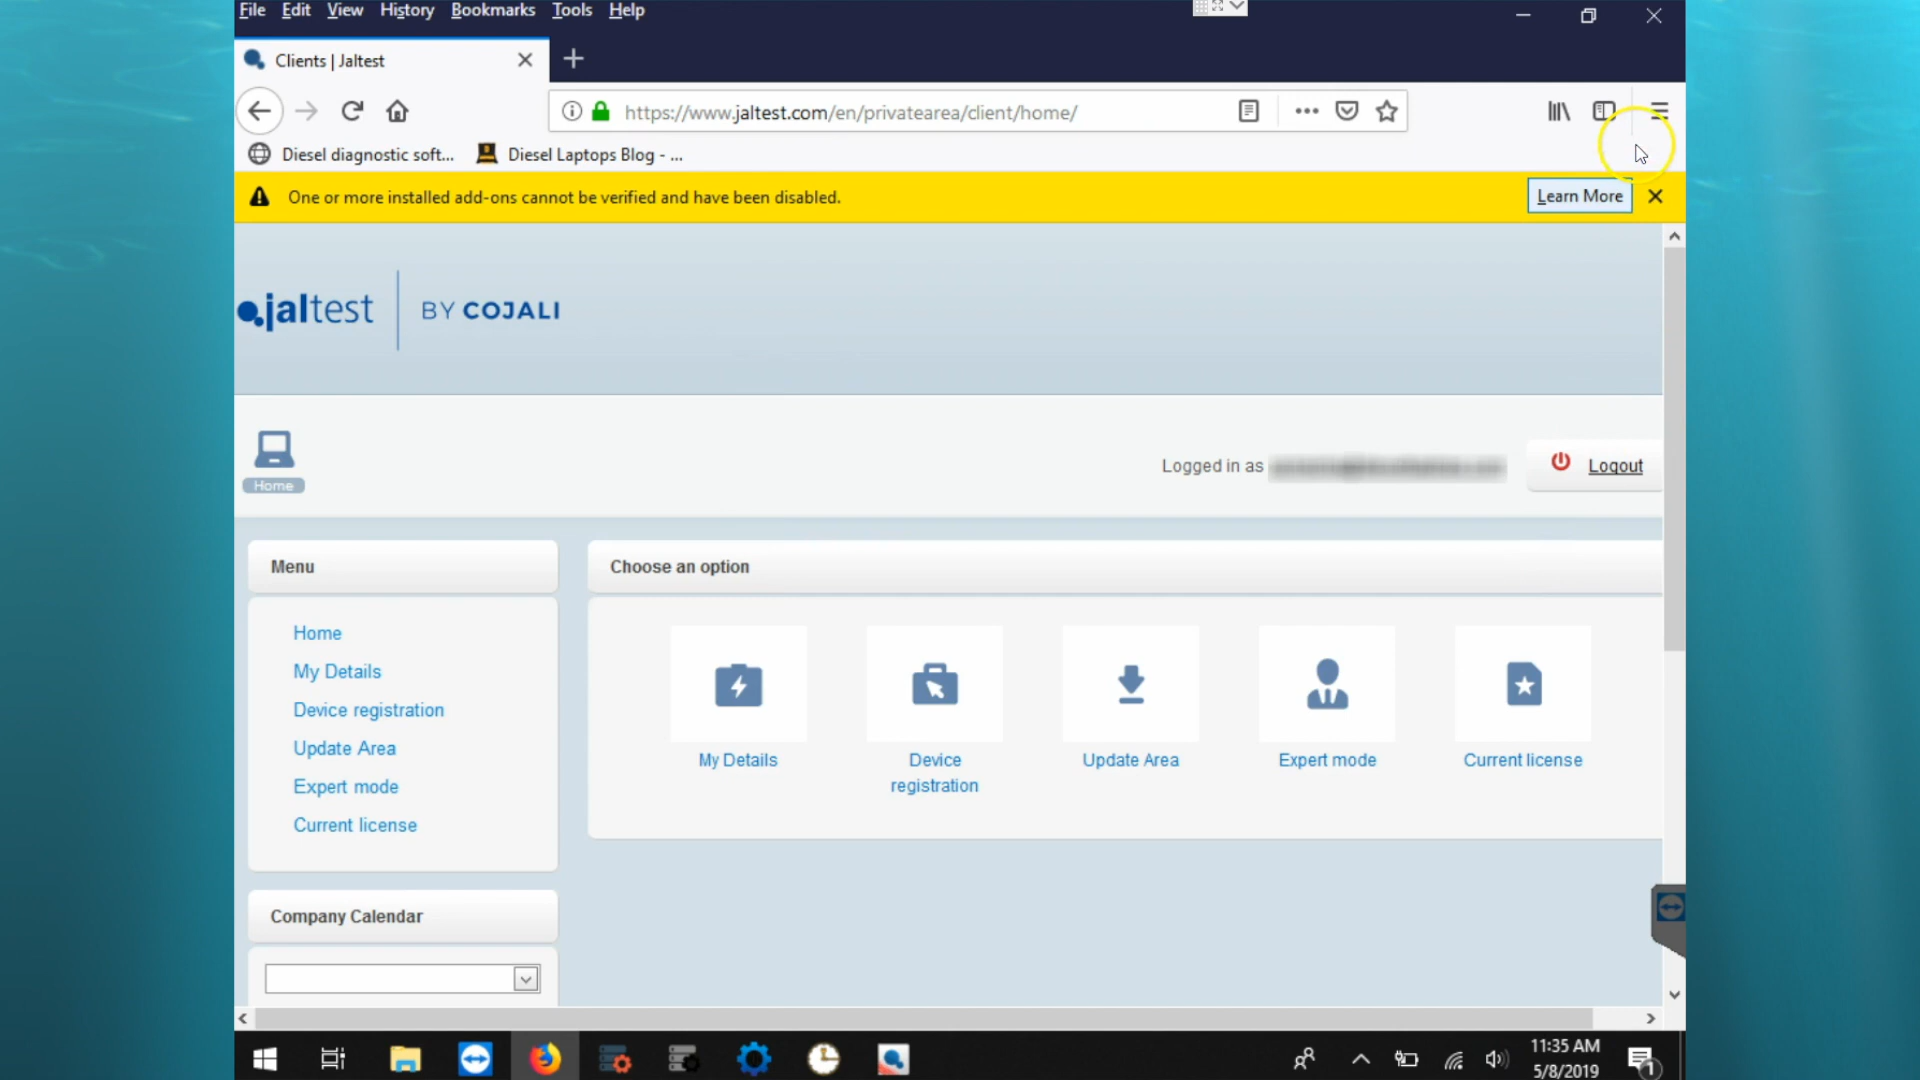 File Edit View History Bookmarks Tools Help
Clients | Jaltest
https://www.jaltest.com/en/privatearea/client/home/
Diesel diagnostic soft... Diesel Laptops Blog - ...
One or more installed add-ons cannot be verified and have been disabled. Learn More
jaltest BY COJALI
Home
Logged in as
Logout
Menu
Home
My Details
Device registration
Update Area
Expert mode
Current license
Choose an option
My Details
Device
registration
Update Area
Expert mode
Current license
Company Calendar
11:35 AM
5/8/2019
1